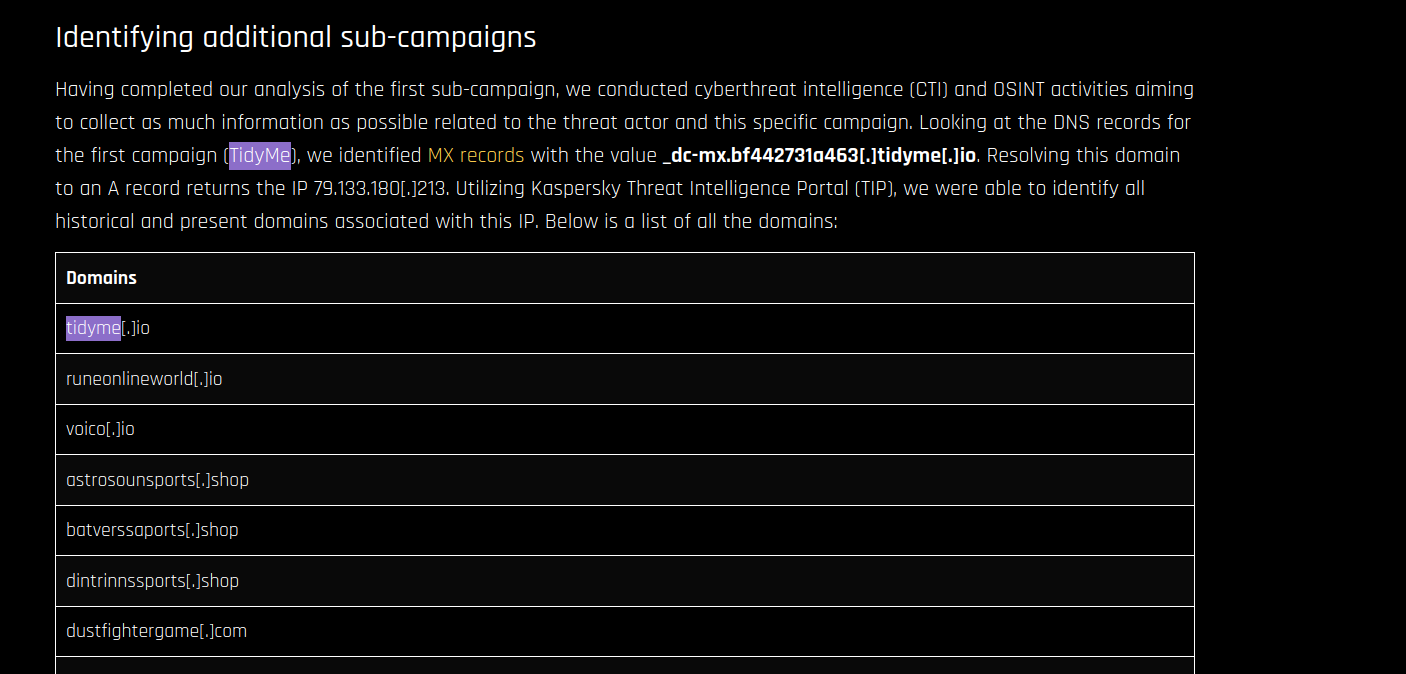 Identifying additional sub-campaigns
Having completed our analysis of the first sub-campaign, we conducted cyberthreat intelligence (CTI) and OSINT activities aiming
to collect as much information as possible related to the threat actor and this specific campaign. Looking at the DNS records for
the first campaign (TidyMe), we identified MX records with the value _dc-mx.bf442731a463[.]tidyme[.]io. Resolving this domain
to an A record returns the IP 79.133.180[.]213. Utilizing Kaspersky Threat Intelligence Portal (TIP), we were able to identify all
historical and present domains associated with this IP. Below is a list of all the domains:
Domains
tidyme[.]io
runeonlineworld[.]io
voico[.]io
astrosounsports[.]shop
batverssaports[.]shop
dintrinnssports[.]shop
dustfightergame[.]com